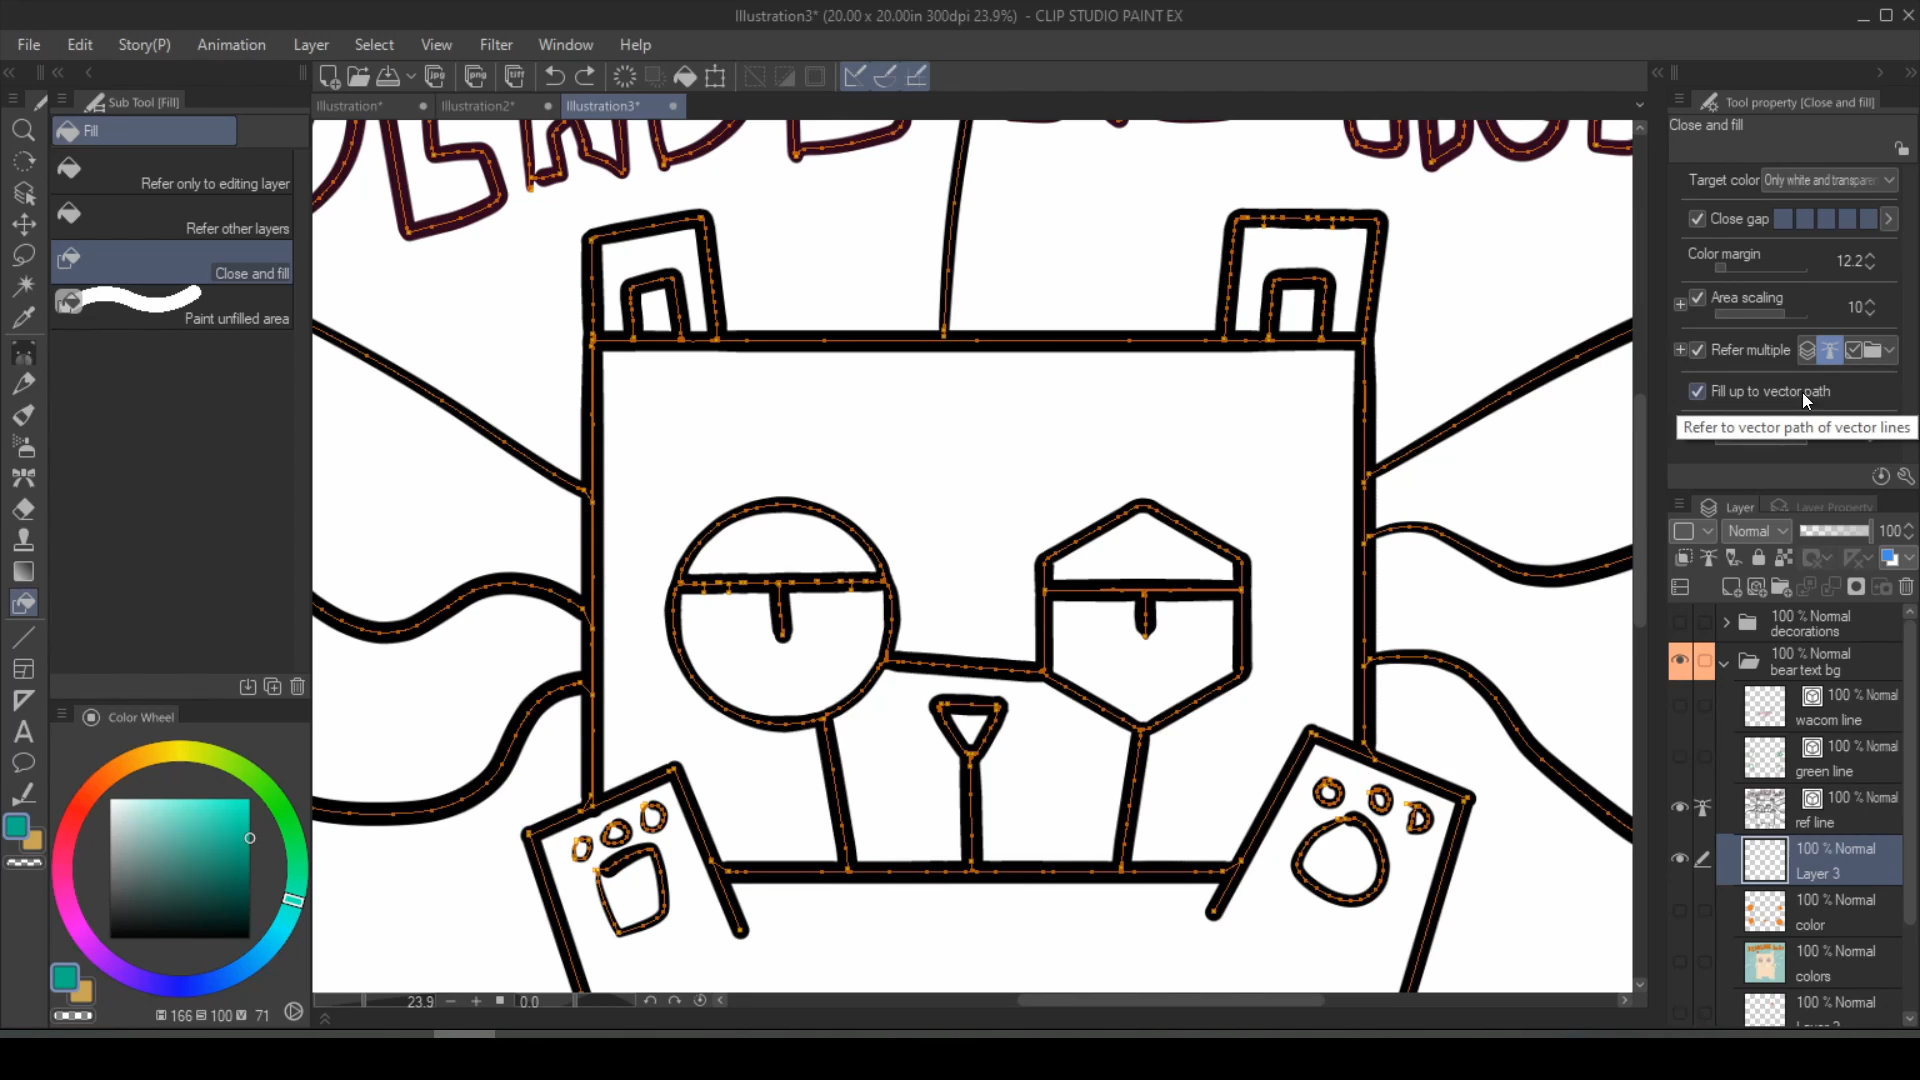 Illustration3* (20.00 x 20.00in 300dpi 23.9%) - CLIP STUDIO PAINT EX
File Edit Story(P) Animation Layer Select View Filter Window Help
Sub Tool [Fill]
Illustration* Illustration2* Illustration3*
Tool property [Close and fill]
Fill
Close and fill
Refer only to editing layer
Target color Only white and transpare
Refer other layers
Close gap
Close and fill
Color margin 12.2
Paint unfilled area
Area scaling 10
Refer multiple
Fill up to vector path
Refer to vector path of vector lines
Layer Layer Property
Normal 100
100 % Normal
decorations
100 % Normal
bear text bg
100 % Normal
wacom line
Color Wheel
100 % Normal
green line
100 % Normal
ref line
100 % Normal
Layer 3
100 % Normal
color
100 % Normal
colors
100 % Normal
23.9 0.0
H 166 S 100 V 71